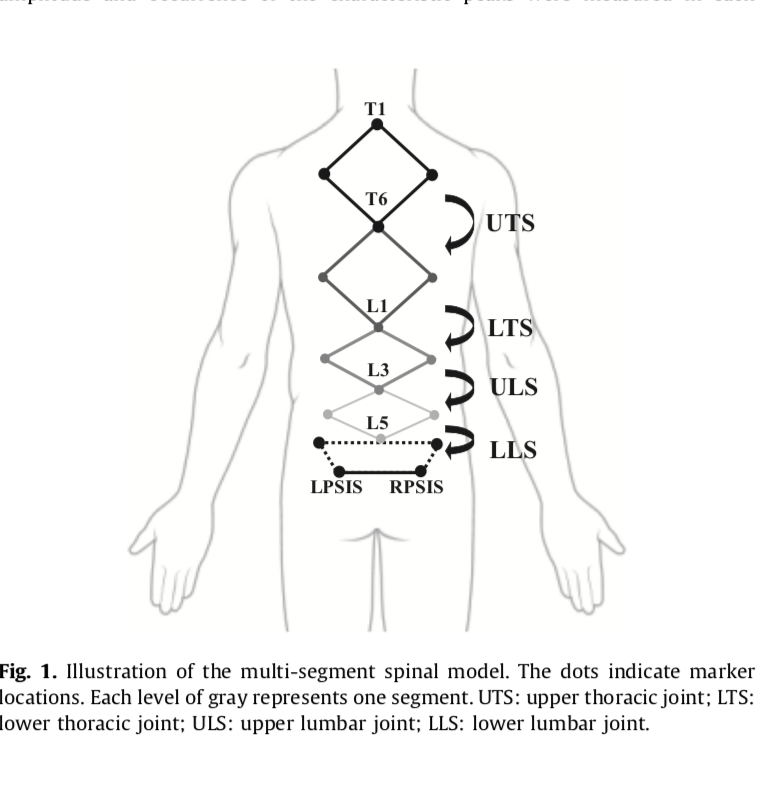 T1
T6
UTS
L1
LTS
L3
ULS
L5
LLS
LPSIS RPSIS
Fig. 1. Illustration of the multi-segment spinal model. The dots indicate marker
locations. Each level of gray represents one segment. UTS: upper thoracic joint; LTS:
lower thoracic joint; ULS: upper lumbar joint; LLS: lower lumbar joint.